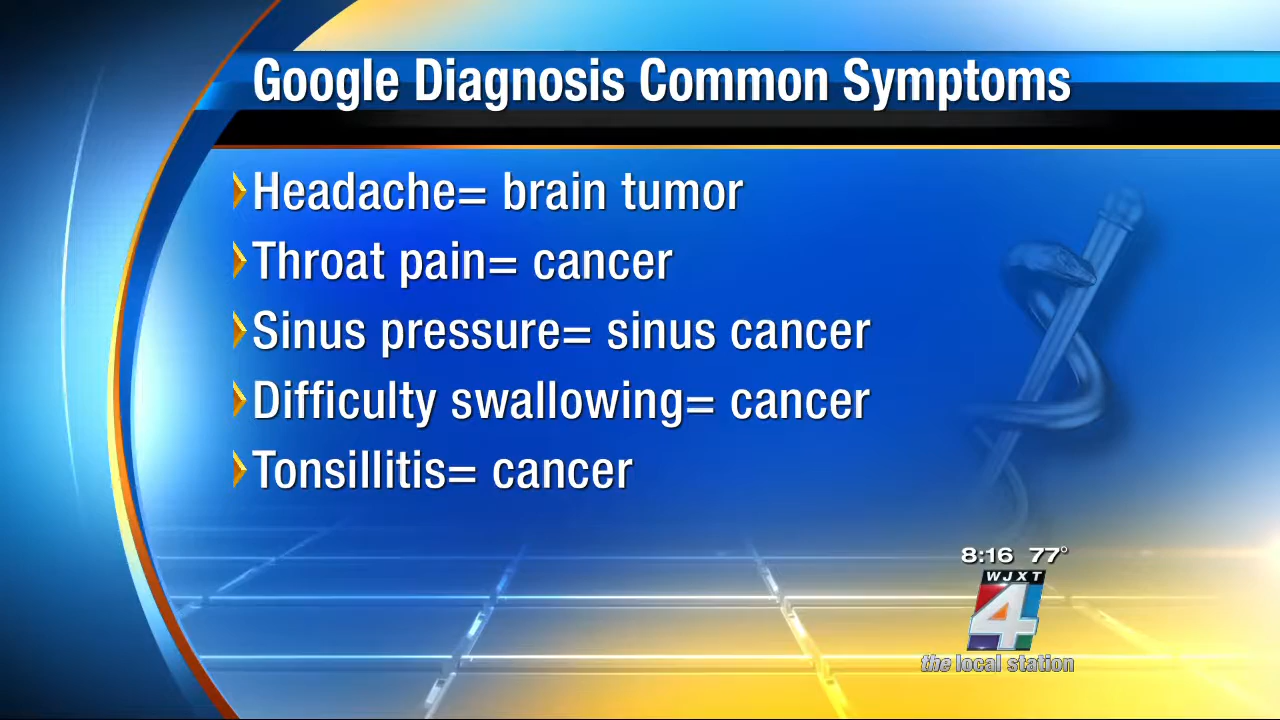 Google Diagnosis Common Symptoms
Headache= brain tumor
Throat pain= cancer
Sinus pressure= sinus cancer
Difficulty swallowing= cancer
Tonsillitis= cancer
8:16 77°
WJXT
4
the local station